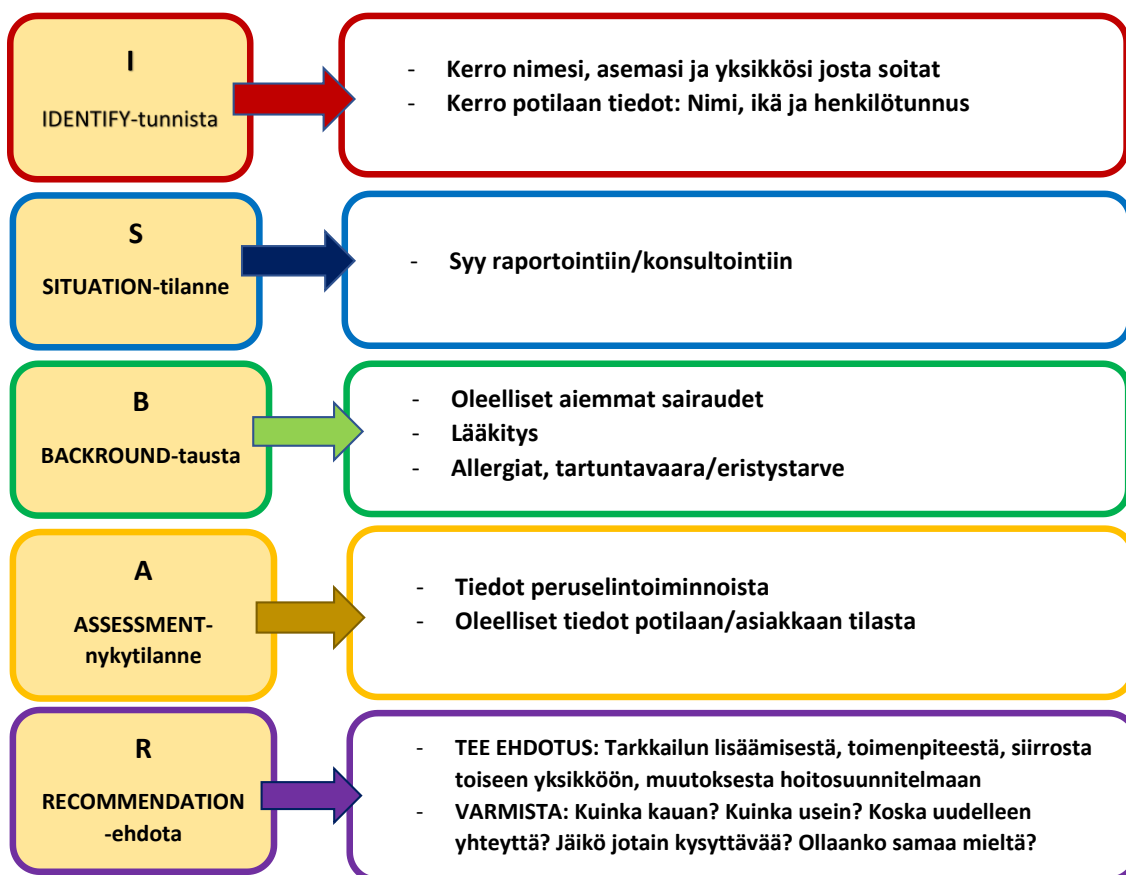 I
IDENTIFY-tunnista
- Kerro nimesi, asemasi ja yksikkösi josta soitat
- Kerro potilaan tiedot: Nimi, ikä ja henkilötunnus
S
SITUATION-tilanne
- Syy raportointiin/konsultointiin
B
BACKROUND-tausta
- Oleelliset aiemmat sairaudet
- Lääkitys
- Allergiat, tartuntavaara/eristystarve
A
ASSESSMENT-
nykytilanne
- Tiedot peruselintoiminnoista
- Oleelliset tiedot potilaan/asiakkaan tilasta
R
RECOMMENDATION
-ehdota
- TEE EHDOTUS: Tarkkailun lisäämisestä, toimenpiteestä, siirrosta
toiseen yksikköön, muutoksesta hoitosuunnitelmaan
- VARMISTA: Kuinka kauan? Kuinka usein? Koska uudelleen
yhteyttä? Jäikö jotain kysyttävää? Ollaanko samaa mieltä?